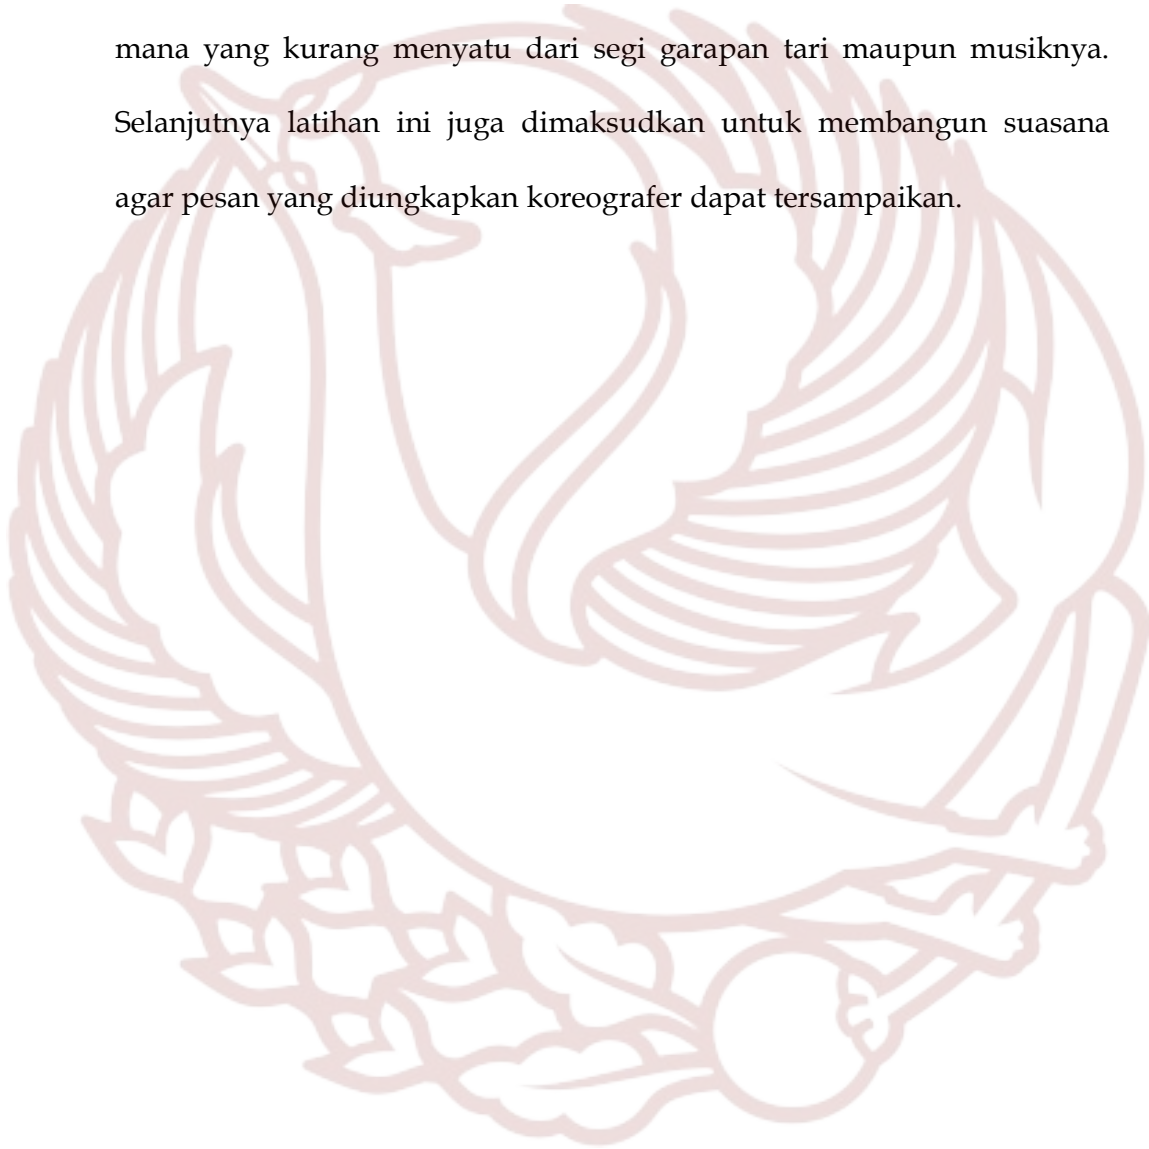 mana yang kurang menyatu dari segi garapan tari maupun musiknya.
Selanjutnya latihan ini juga dimaksudkan untuk membangun suasana
agar pesan yang diungkapkan koreografer dapat tersampaikan.